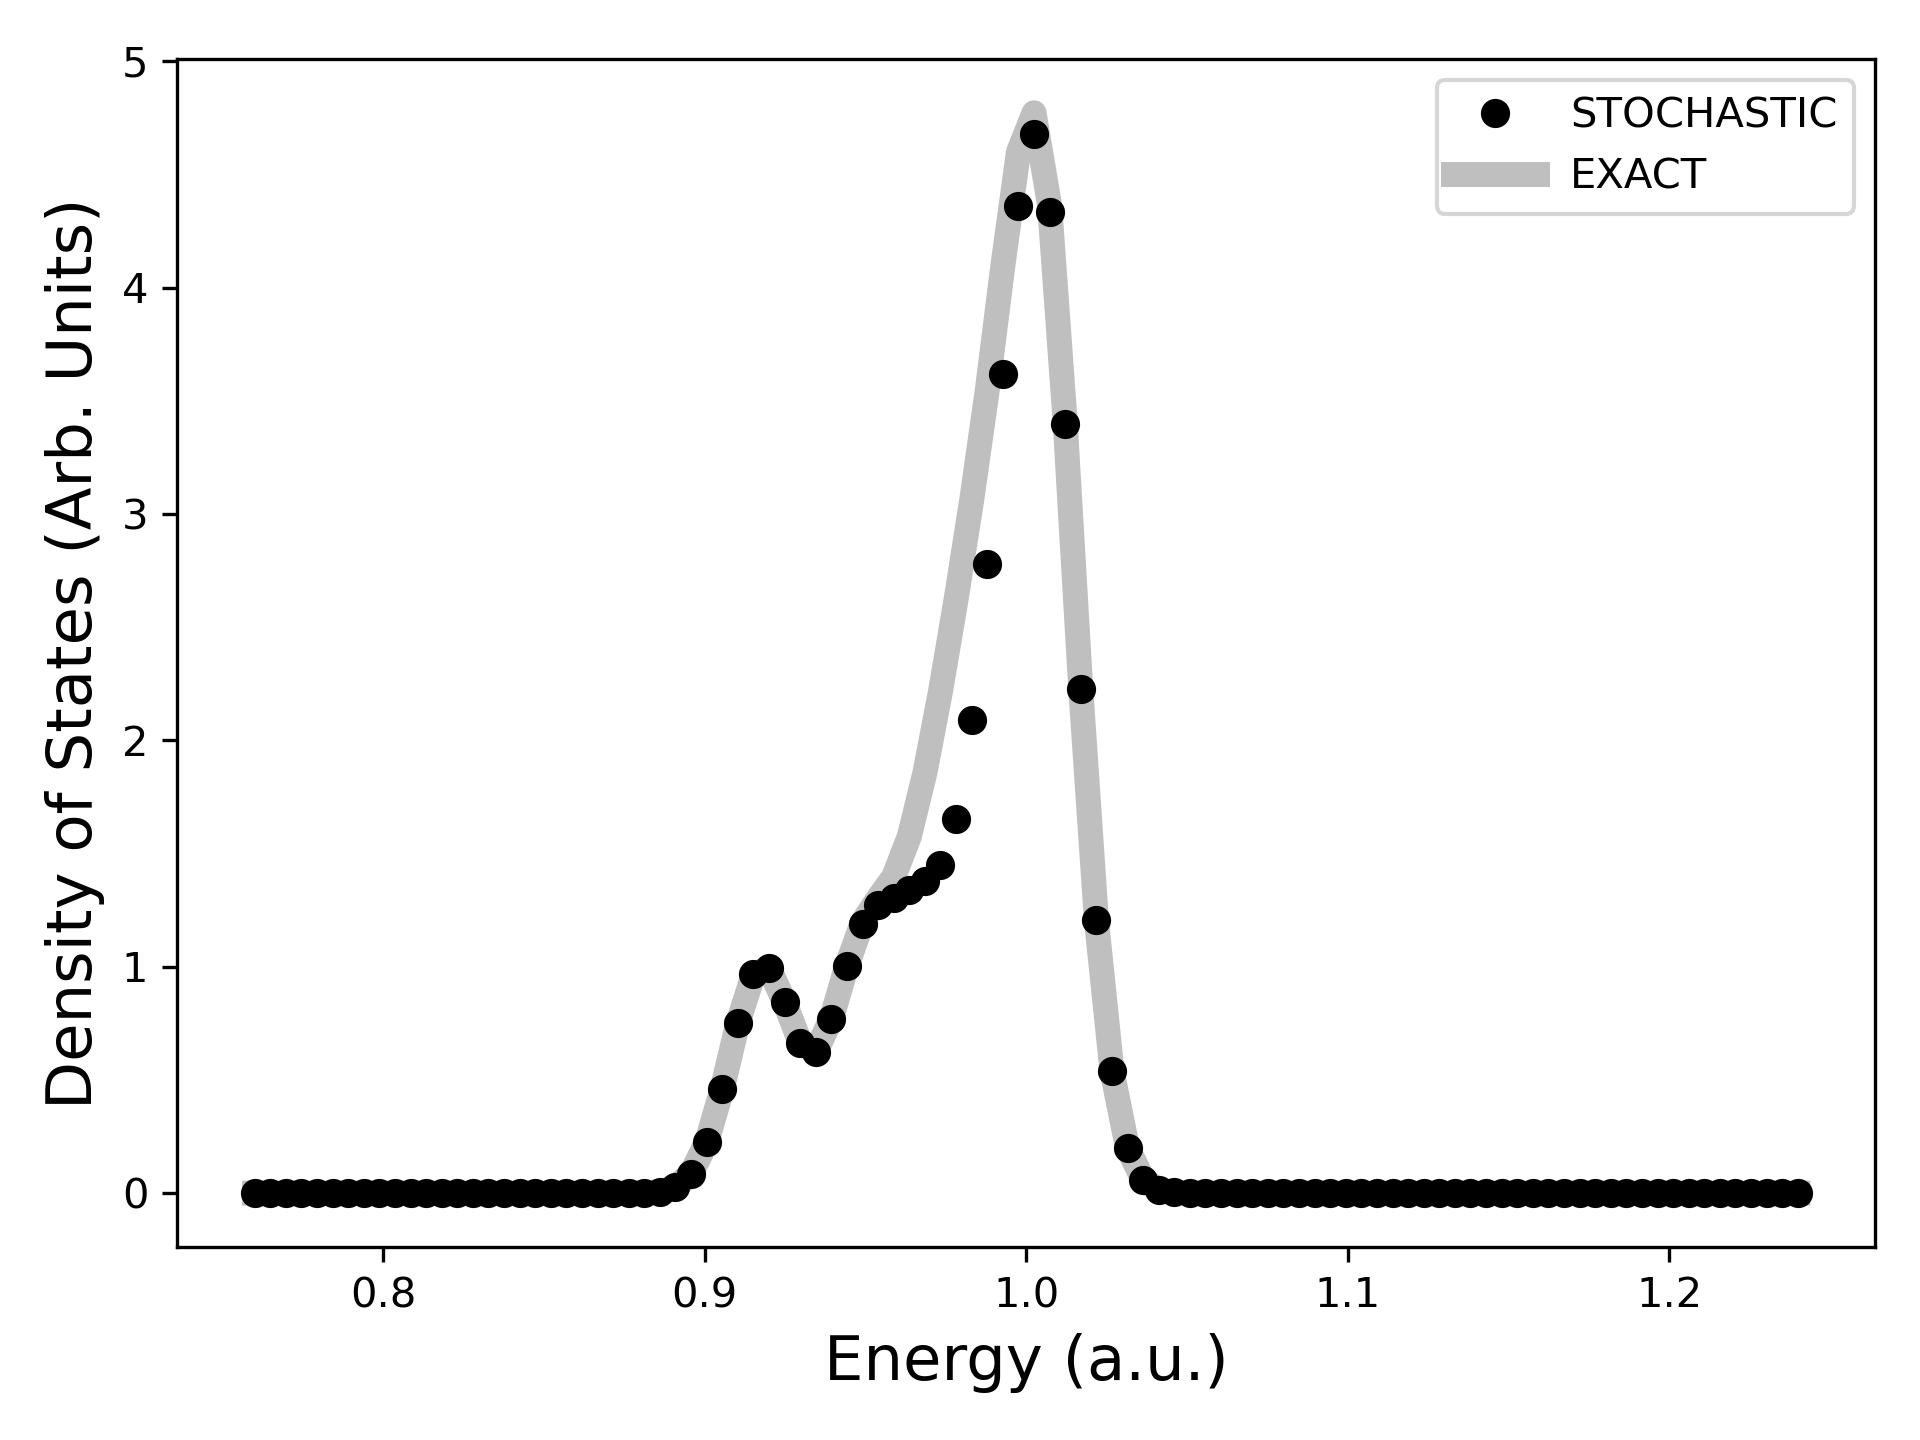 5
4
3
2
1
0
Density of States (Arb. Units)
STOCHASTIC
EXACT
0.8 0.9 1.0 1.1 1.2
Energy (a.u.)